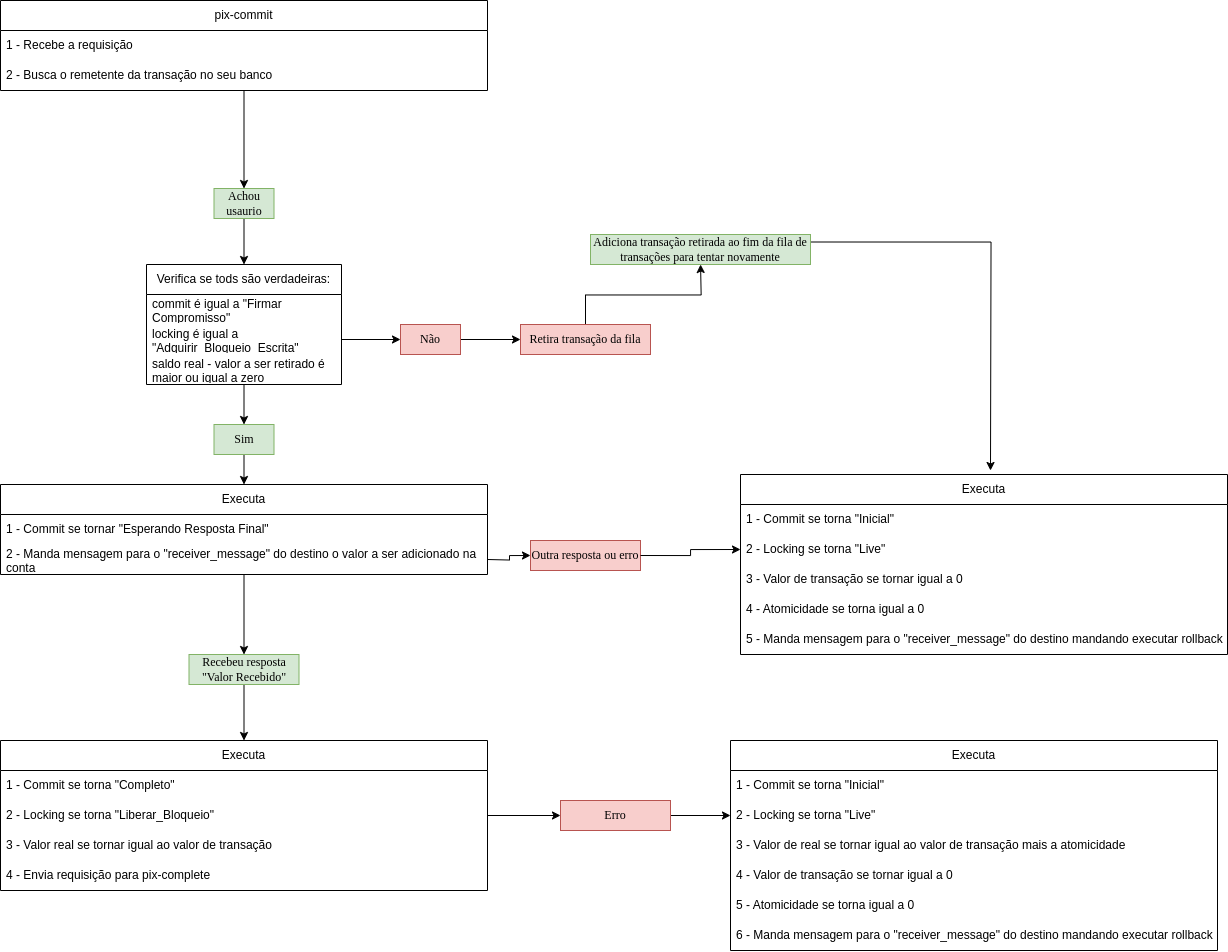 pix-commit
1 - Recebe a requisição
2 - Busca o remetente da transação no seu banco
Achou
usaurio
Adiciona transação retirada ao fim da fila de
transações para tentar novamente
Verifica se tods são verdadeiras:
commit é igual a "Firmar
Compromisso"
locking é igual a
"Adquirir_Bloqueio_Escrita"
saldo real - valor a ser retirado é
maior ou igual a zero
Não
Retira transação da fila
Sim
Executa
1 - Commit se tornar "Esperando Resposta Final"
2 - Manda mensagem para o "receiver_message" do destino o valor a ser adicionado na
conta
Outra resposta ou erro
Executa
1 - Commit se torna "Inicial"
2 - Locking se torna "Live"
3 - Valor de transação se tornar igual a 0
4 - Atomicidade se torna igual a 0
5 - Manda mensagem para o "receiver_message" do destino mandando executar rollback
Recebeu resposta
"Valor Recebido"
Executa
1 - Commit se torna "Completo"
2 - Locking se torna "Liberar_Bloqueio"
3 - Valor real se tornar igual ao valor de transação
4 - Envia requisição para pix-complete
Erro
Executa
1 - Commit se torna "Inicial"
2 - Locking se torna "Live"
3 - Valor de real se tornar igual ao valor de transação mais a atomicidade
4 - Valor de transação se tornar igual a 0
5 - Atomicidade se torna igual a 0
6 - Manda mensagem para o "receiver_message" do destino mandando executar rollback